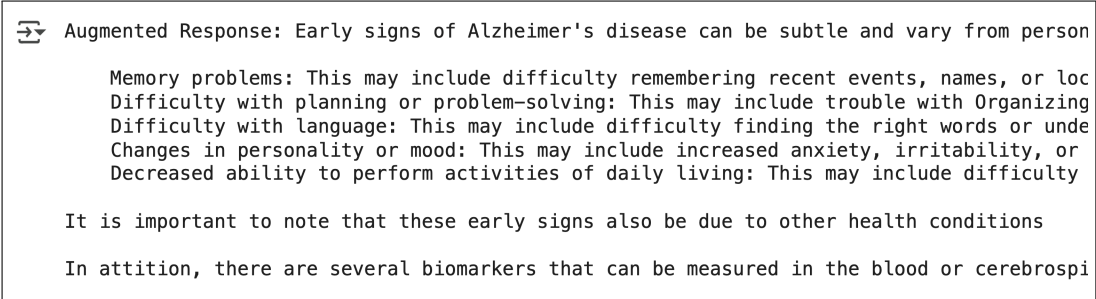 Augmented Response: Early signs of Alzheimer's disease can be subtle and vary from person
Memory problems: This may include difficulty remembering recent events, names, or loc
Difficulty with planning or problem-solving: This may include trouble with Organizing
Difficulty with language: This may include difficulty finding the right words or unde
Changes in personality or mood: This may include increased anxiety, irritability, or
Decreased ability to perform activities of daily living: This may include difficulty
It is important to note that these early signs also be due to other health conditions
In attition, there are several biomarkers that can be measured in the blood or cerebrospi